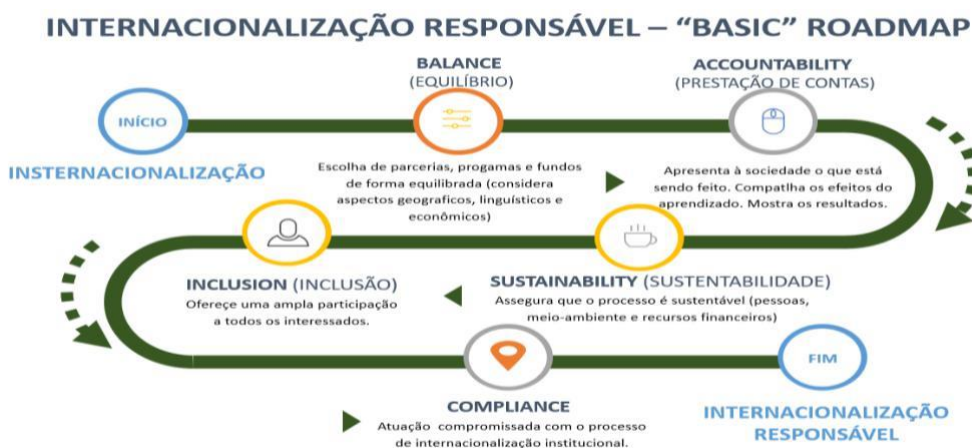 INTERNACIONALIZAÇÃO RESPONSÁVEL – “BASIC” ROADMAP
BALANCE
(EQUILÍBRIO)
ACCOUNTABILITY
(PRESTAÇÃO DE CONTAS)
INÍCIO
INSTERNACIONALIZAÇÃO
Escolha de parcerias, progamas e fundos
de forma equilibrada (considera
aspectos geograficos, linguísticos e
econômicos)
Apresenta à sociedade o que está
sendo feito. Compatlha os efeitos do
aprendizado. Mostra os resultados.
INCLUSION (INCLUSÃO)
Ofereçe uma ampla participação
a todos os interessados.
SUSTAINABILITY (SUSTENTABILIDADE)
Assegura que o processo é sustentável (pessoas,
meio-ambiente e recursos financeiros)
COMPLIANCE
Atuação compromissada com o processo
de internacionalização institucional.
FIM
INTERNACIONALIZAÇÃO
RESPONSÁVEL